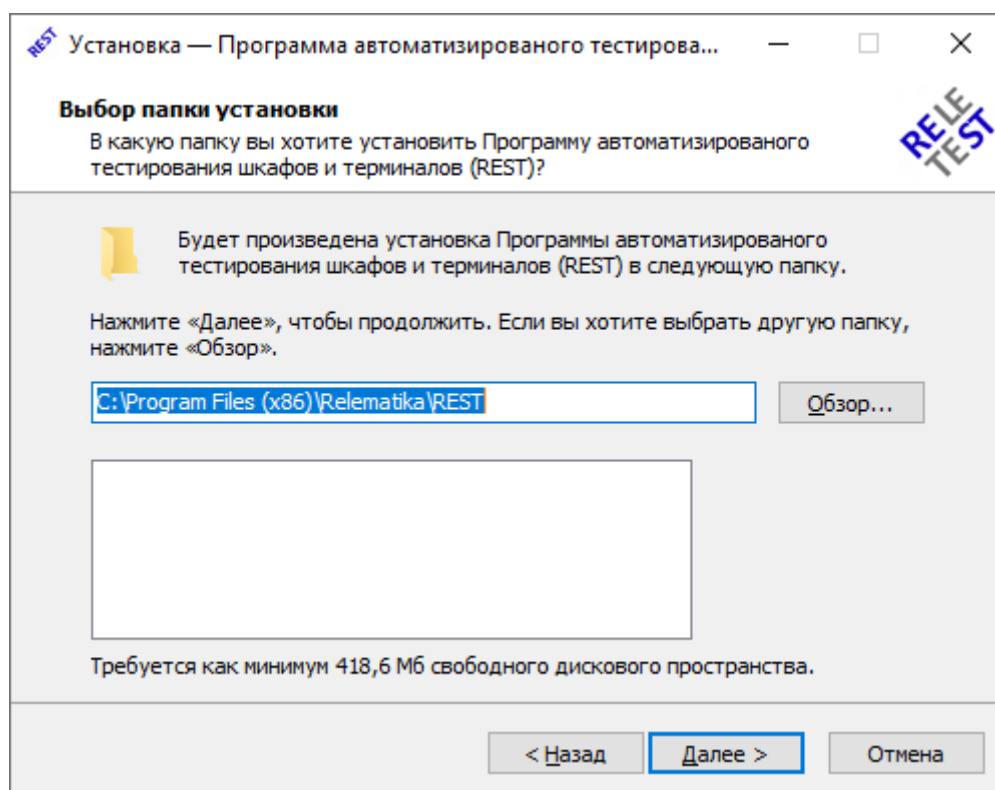 REST
Установка — Программа автоматизированого тестирова...
Выбор папки установки
В какую папку вы хотите установить Программу автоматизированого
тестирования шкафов и терминалов (REST)?
RELE
TEST
Будет произведена установка Программы автоматизированого
тестирования шкафов и терминалов (REST) в следующую папку.
Нажмите «Далее», чтобы продолжить. Если вы хотите выбрать другую папку,
нажмите «Обзор».
C:\Program Files (x86)\Relematika\REST
Обзор...
Требуется как минимум 418,6 Мб свободного дискового пространства.
< Назад
Далее >
Отмена